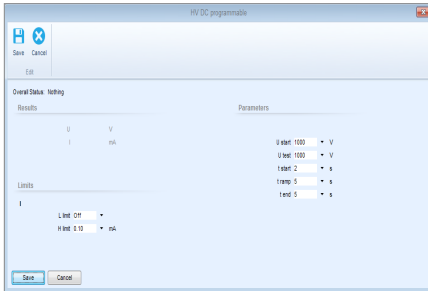 HV DC programmable
Save Cancel
Edit
Overall Status: Nothing
Results
U V
I mA
Limits
I
L limit Off
H limit 0.10 mA
Parameters
U start 1000 V
U test 1000 V
t start 2 s
t ramp 5 s
t end 5 s
Save Cancel